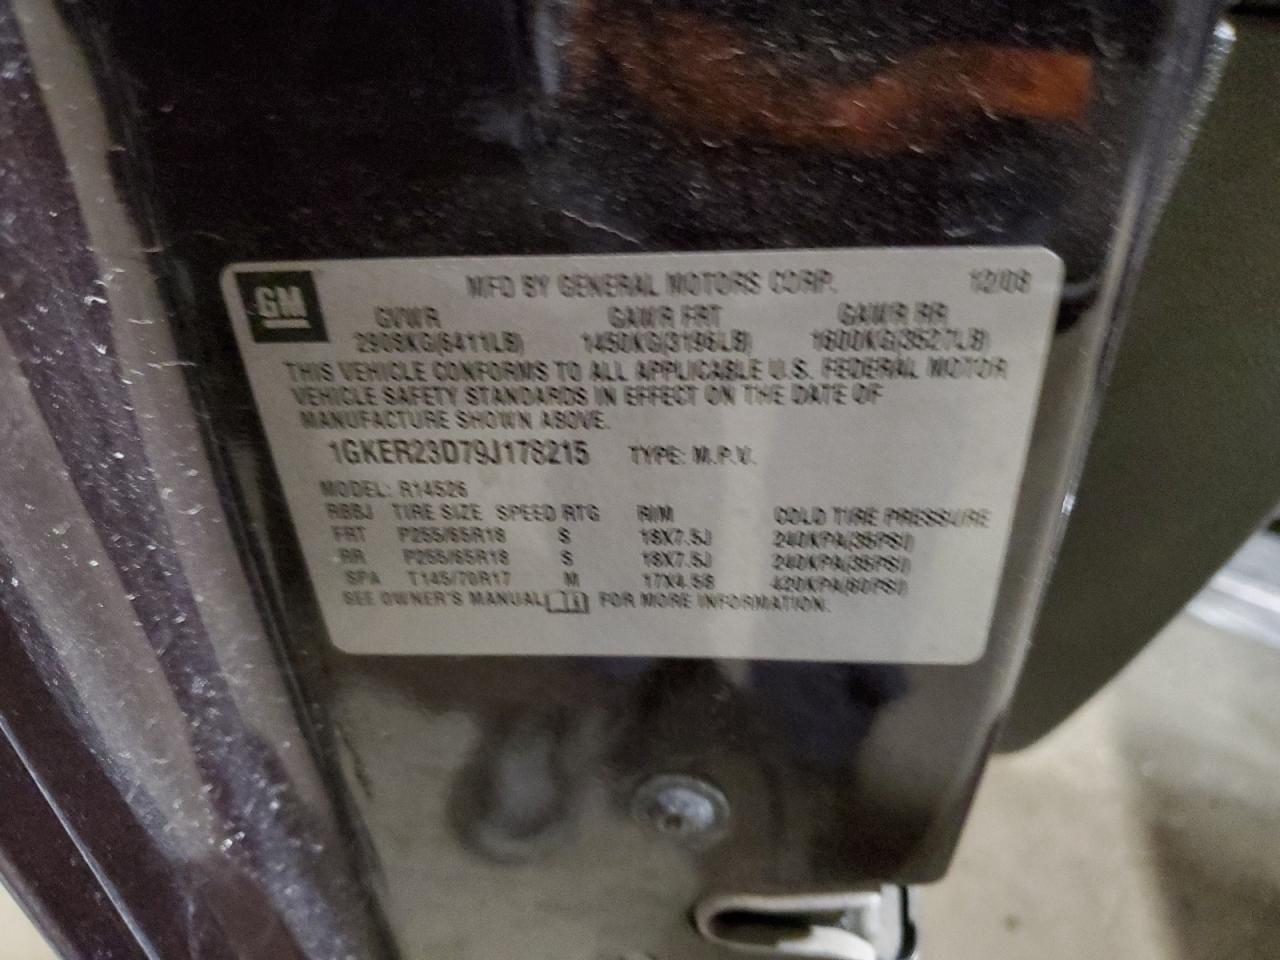 GM
MFD BY GENERAL MOTORS CORP. 12/08
GVWR GAWR FRT GAWR RR
2908KG(6411LB) 1450KG(3196LB) 1600KG(3527LB)
THIS VEHICLE CONFORMS TO ALL APPLICABLE U.S. FEDERAL MOTOR
VEHICLE SAFETY STANDARDS IN EFFECT ON THE DATE OF
MANUFACTURE SHOWN ABOVE.
1GKER23D79J178215 TYPE: M.P.V.
MODEL: R14526
TIRE SIZE SPEED RTG RIM COLD TIRE PRESSURE
FRT P255/65R18 S 18X7.5J 240KPA(35PSI)
RR P255/65R18 S 18X7.5J 240KPA(35PSI)
SPA T145/70R17 M 17X4.5B 420KPA(60PSI)
SEE OWNER'S MANUAL FOR MORE INFORMATION.